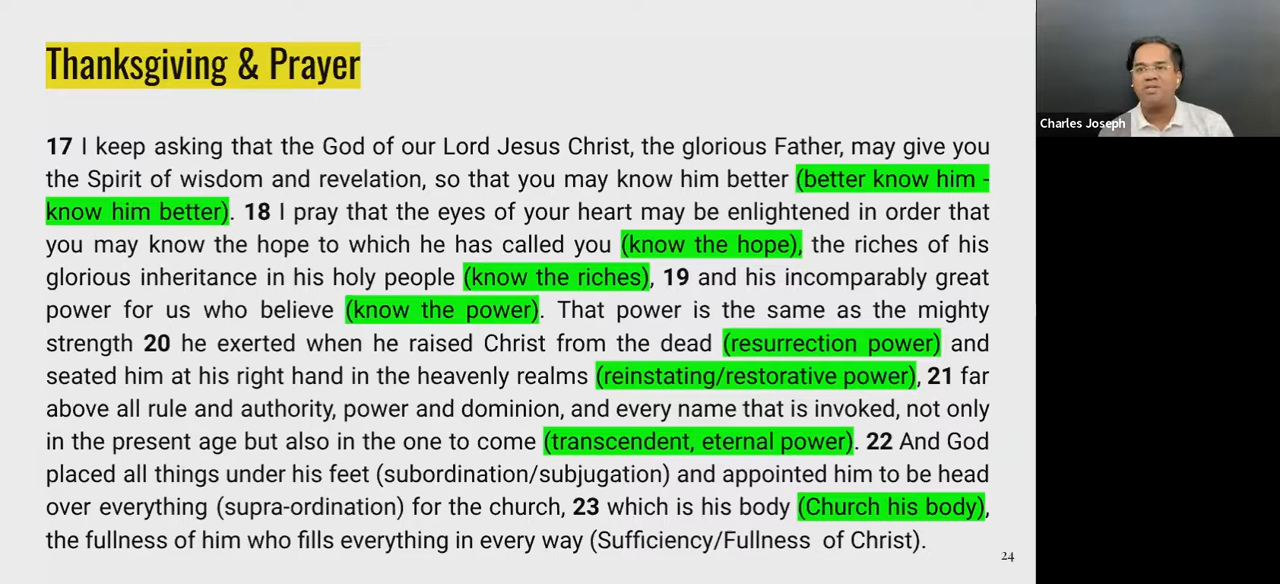 Thanksgiving & Prayer
17 I keep asking that the God of our Lord Jesus Christ, the glorious Father, may give you
the Spirit of wisdom and revelation, so that you may know him better (better know him -
know him better). 18 I pray that the eyes of your heart may be enlightened in order that
you may know the hope to which he has called you (know the hope), the riches of his
glorious inheritance in his holy people (know the riches), 19 and his incomparably great
power for us who believe (know the power). That power is the same as the mighty
strength 20 he exerted when he raised Christ from the dead (resurrection power) and
seated him at his right hand in the heavenly realms (reinstating/restorative power), 21 far
above all rule and authority, power and dominion, and every name that is invoked, not only
in the present age but also in the one to come (transcendent, eternal power). 22 And God
placed all things under his feet (subordination/subjugation) and appointed him to be head
over everything (supra-ordination) for the church, 23 which is his body (Church his body),
the fullness of him who fills everything in every way (Sufficiency/Fullness of Christ).
24
Charles Joseph